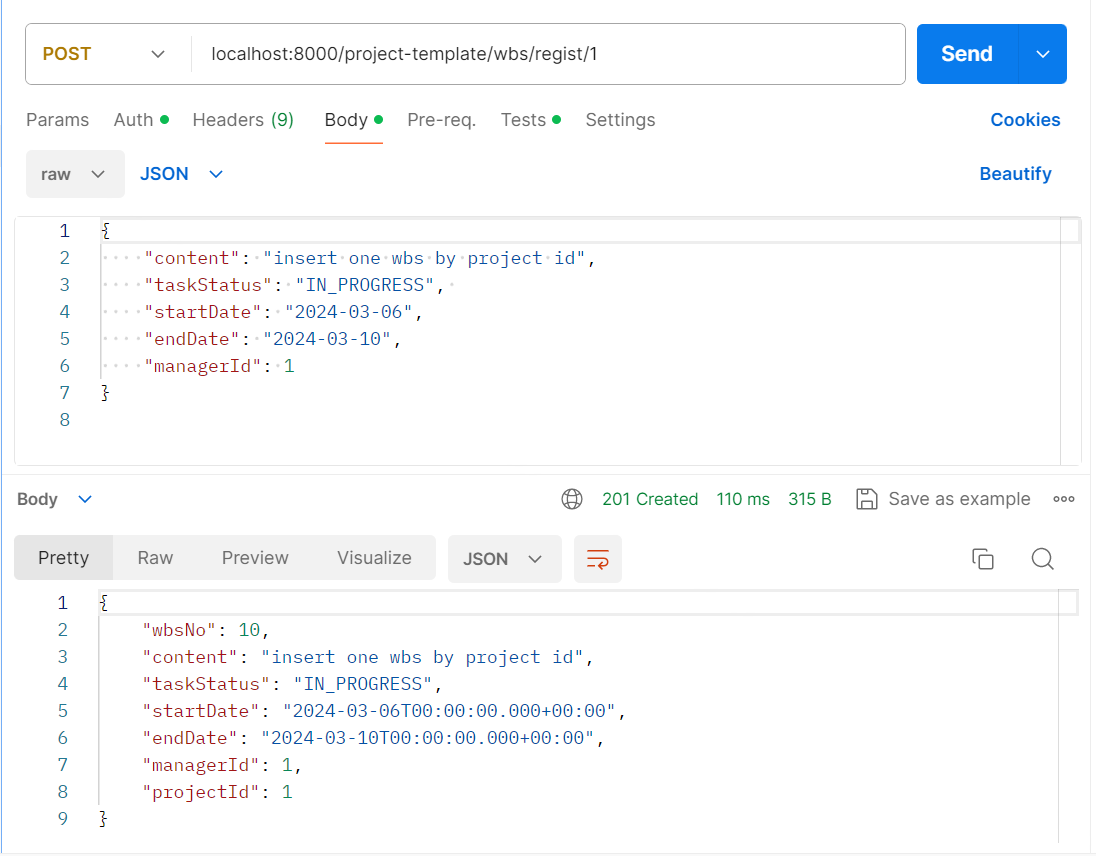 POST localhost:8000/project-template/wbs/regist/1 Send
Params Auth Headers (9) Body Pre-req. Tests Settings Cookies
raw JSON Beautify
1 {
2 "content": "insert one wbs by project id",
3 "taskStatus": "IN_PROGRESS",
4 "startDate": "2024-03-06",
5 "endDate": "2024-03-10",
6 "managerId": 1
7 }
8
Body 201 Created 110 ms 315 B Save as example
Pretty Raw Preview Visualize JSON
1 {
2 "wbsNo": 10,
3 "content": "insert one wbs by project id",
4 "taskStatus": "IN_PROGRESS",
5 "startDate": "2024-03-06T00:00:00.000+00:00",
6 "endDate": "2024-03-10T00:00:00.000+00:00",
7 "managerId": 1,
8 "projectId": 1
9 }